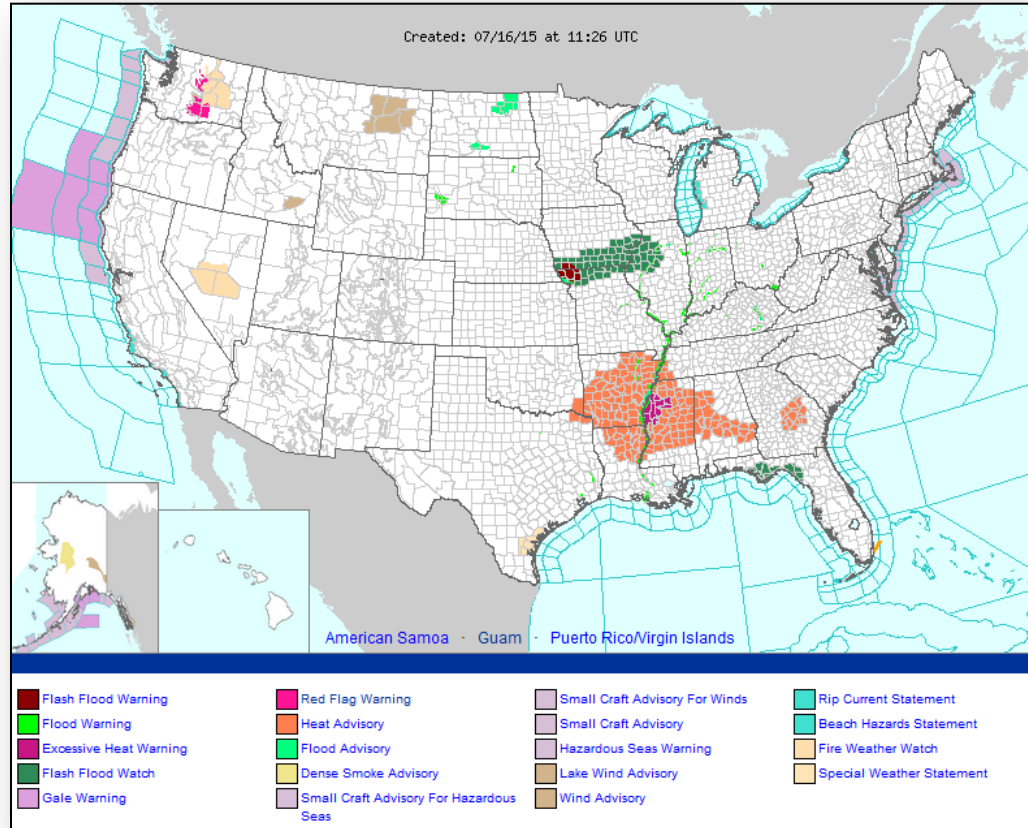 Created: 07/16/15 at 11:26 UTC
American Samoa · Guam · Puerto Rico/Virgin Islands
Flash Flood Warning
Flood Warning
Excessive Heat Warning
Flash Flood Watch
Gale Warning
Red Flag Warning
Heat Advisory
Flood Advisory
Dense Smoke Advisory
Small Craft Advisory For Hazardous
Seas
Small Craft Advisory For Winds
Small Craft Advisory
Hazardous Seas Warning
Lake Wind Advisory
Wind Advisory
Rip Current Statement
Beach Hazards Statement
Fire Weather Watch
Special Weather Statement